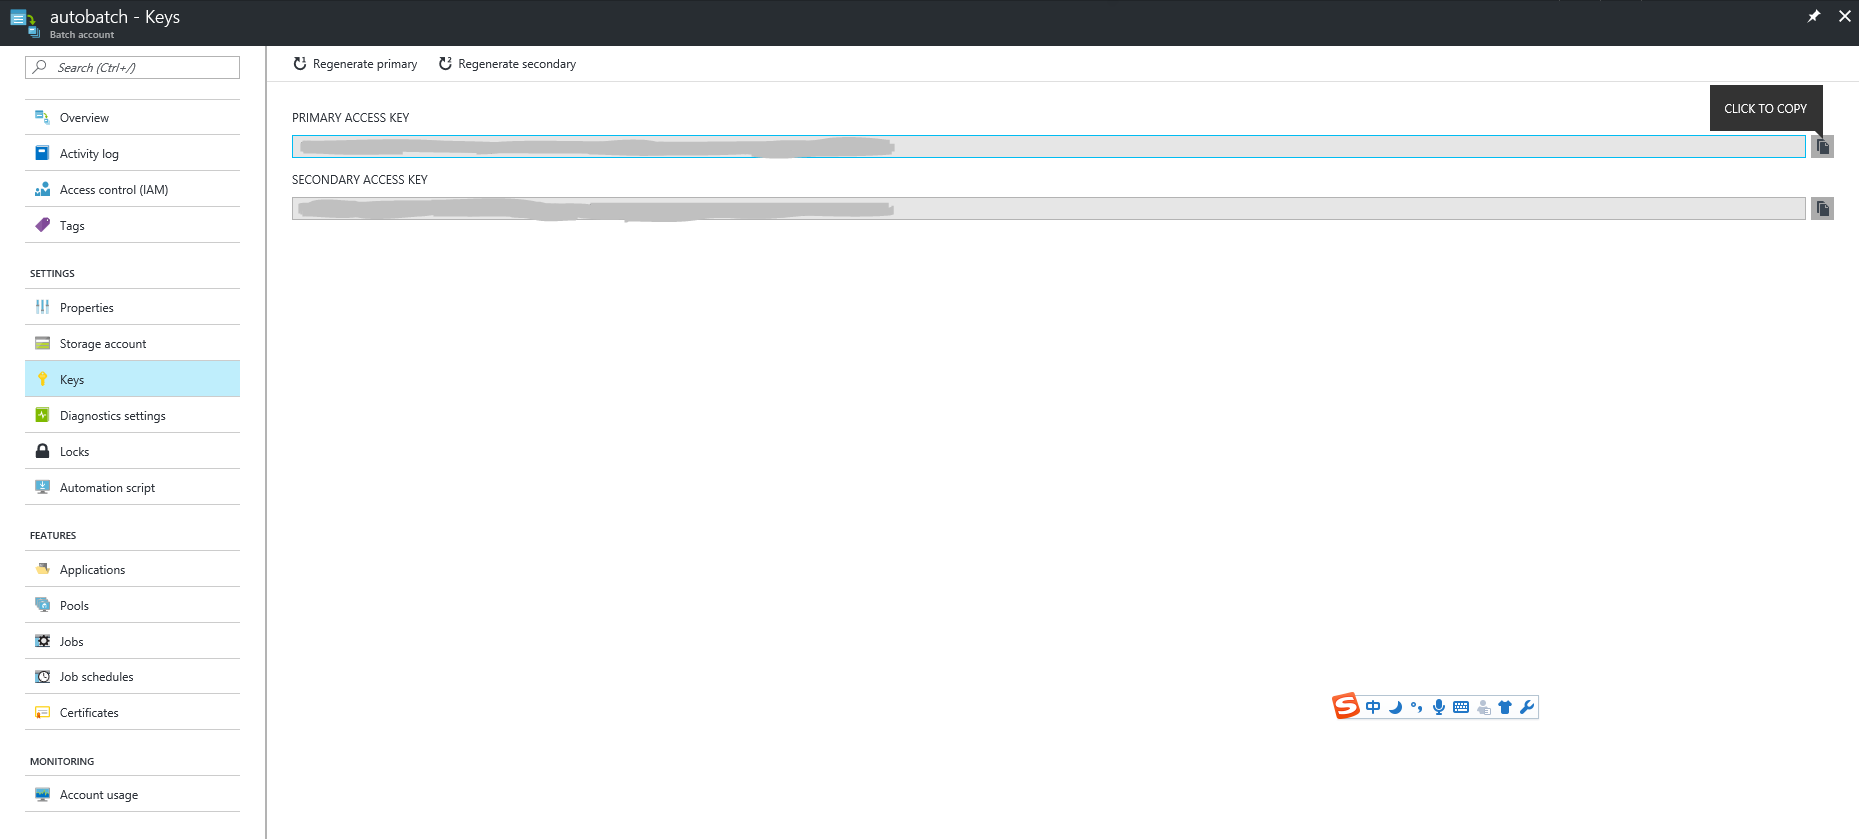 autobatch - Keys
Batch account
Search (Ctrl+/)
Overview
Activity log
Access control (IAM)
Tags
SETTINGS
Properties
Storage account
Keys
Diagnostics settings
Locks
Automation script
FEATURES
Applications
Pools
Jobs
Job schedules
Certificates
MONITORING
Account usage
Regenerate primary
Regenerate secondary
CLICK TO COPY
PRIMARY ACCESS KEY
SECONDARY ACCESS KEY
中